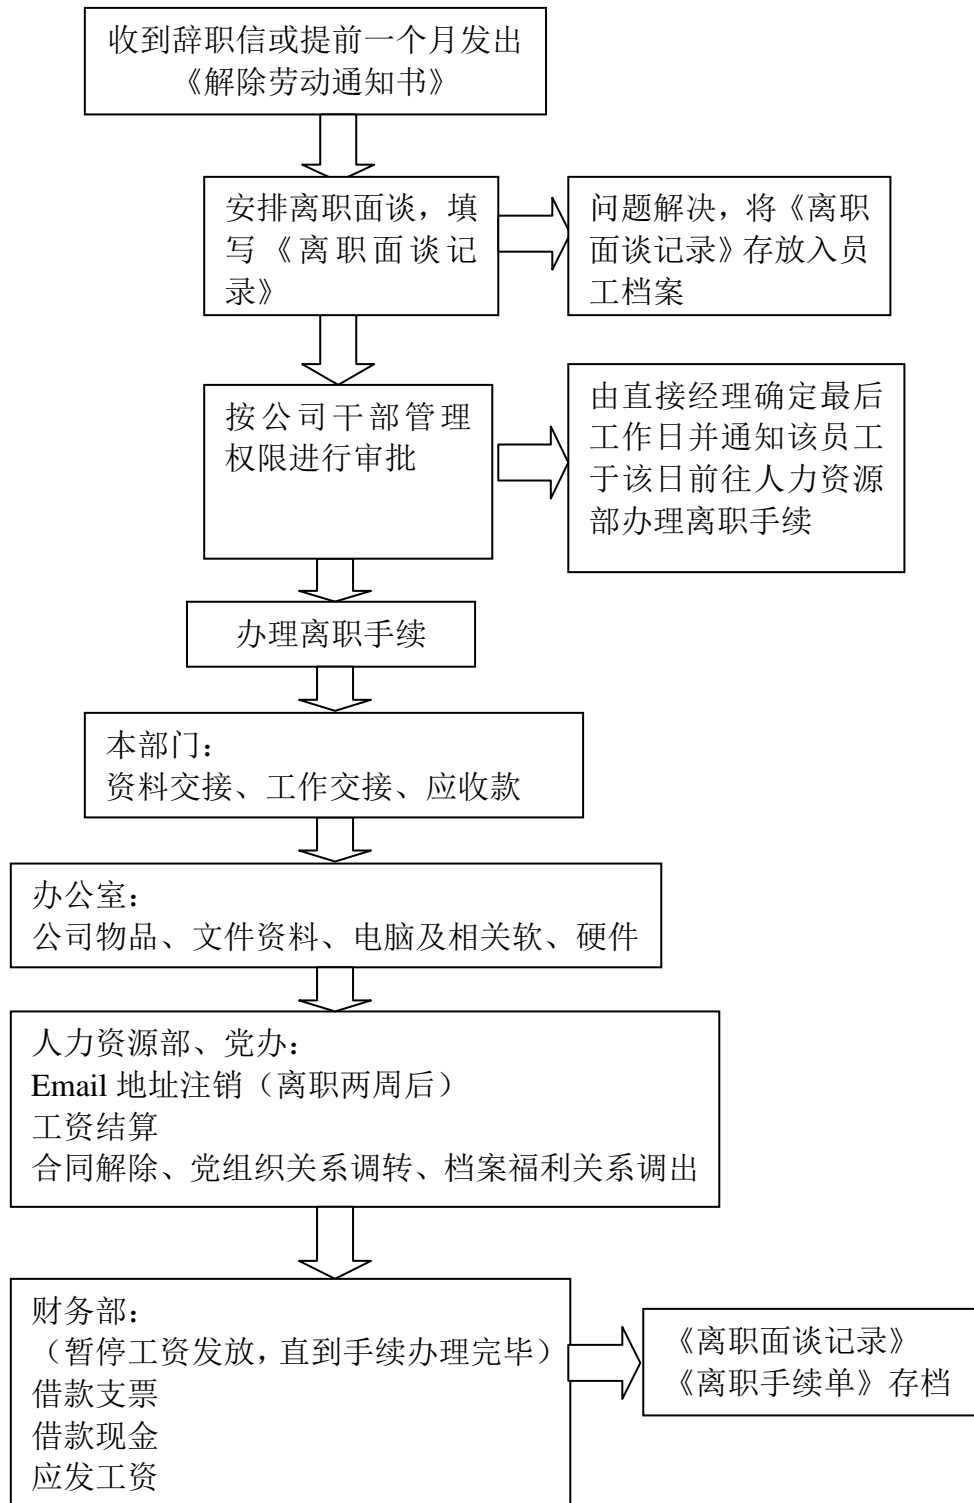 收到辞职信或提前一个月发出
《解除劳动通知书》
安排离职面谈，填
写《离职面谈记
录》
问题解决，将《离职
面谈记录》存放入员
工档案
按公司干部管理
权限进行审批
由直接经理确定最后
工作日并通知该员工
于该日前往人力资源
部办理离职手续
办理离职手续
本部门：
资料交接、工作交接、应收款
办公室：
公司物品、文件资料、电脑及相关软、硬件
人力资源部、党办：
Email 地址注销（离职两周后）
工资结算
合同解除、党组织关系调转、档案福利关系调出
财务部：
（暂停工资发放，直到手续办理完毕）
借款支票
借款现金
应发工资
《离职面谈记录》
《离职手续单》存档